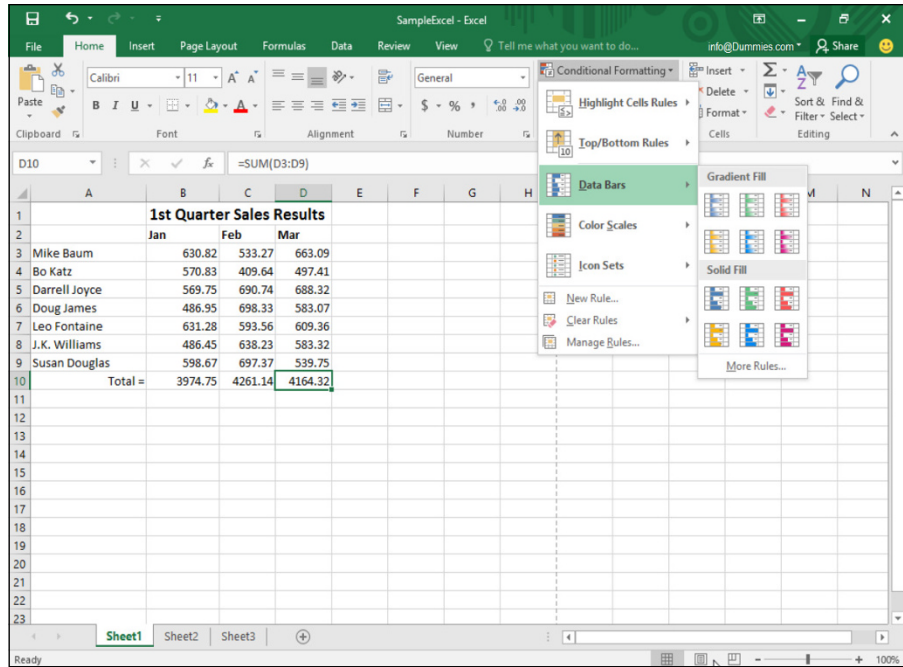 SampleExcel - Excel
File Home Insert Page Layout Formulas Data Review View Tell me what you want to do... info@Dummies.com Share
Paste
Calibri 11 A A
B I U A
General
$ % , .0 .00 .00 .0
Conditional Formatting
Insert
Delete
Format
Sort & Filter
Find & Select
Clipboard Font Alignment Number Cells Editing
D10 fx =SUM(D3:D9)
A B C D E F G H M N
1 1st Quarter Sales Results
2 Jan Feb Mar
3 Mike Baum 630.82 533.27 663.09
4 Bo Katz 570.83 409.64 497.41
5 Darrell Joyce 569.75 690.74 688.32
6 Doug James 486.95 698.33 583.07
7 Leo Fontaine 631.28 593.56 609.36
8 J.K. Williams 486.45 638.23 583.32
9 Susan Douglas 598.67 697.37 539.75
10 Total = 3974.75 4261.14 4164.32
11
12
13
14
15
16
17
18
19
20
21
22
23
Highlight Cells Rules
Top/Bottom Rules
Data Bars
Color Scales
Icon Sets
New Rule...
Clear Rules
Manage Rules...
Gradient Fill
Solid Fill
More Rules...
Sheet1 Sheet2 Sheet3
Ready 100%